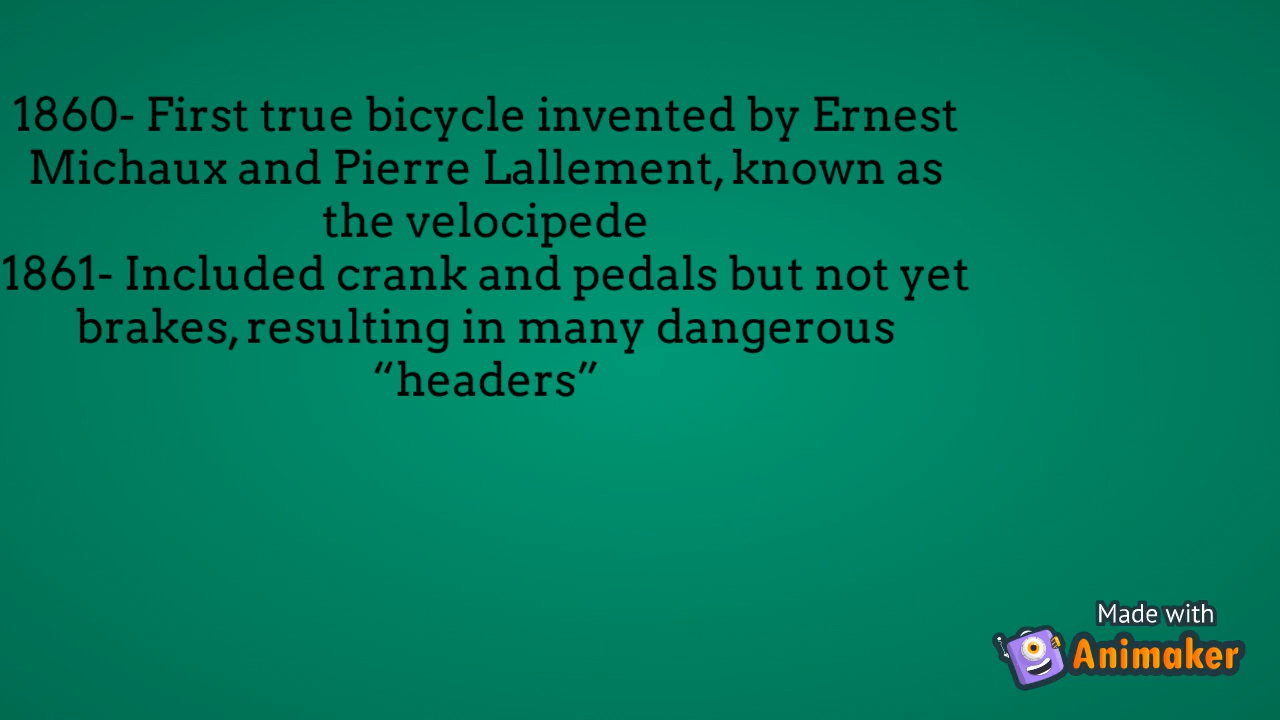 1860- First true bicycle invented by Ernest
Michaux and Pierre Lallement, known as
the velocipede
1861- Included crank and pedals but not yet
brakes, resulting in many dangerous
“headers”
Made with
Animaker